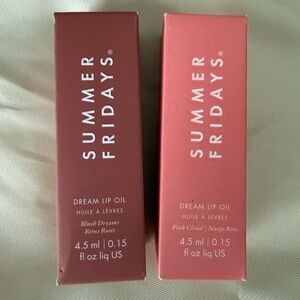 SUMMER
FRIDAYS®
DREAM LIP OIL
HUILE À LÈVRES
Blush Dreams
Rêves Rosés
4.5 ml | 0.15
fl oz liq US
SUMMER
FRIDAYS®
DREAM LIP OIL
HUILE À LÈVRES
Pink Cloud | Nuage Rose
4.5 ml | 0.15
fl oz liq US